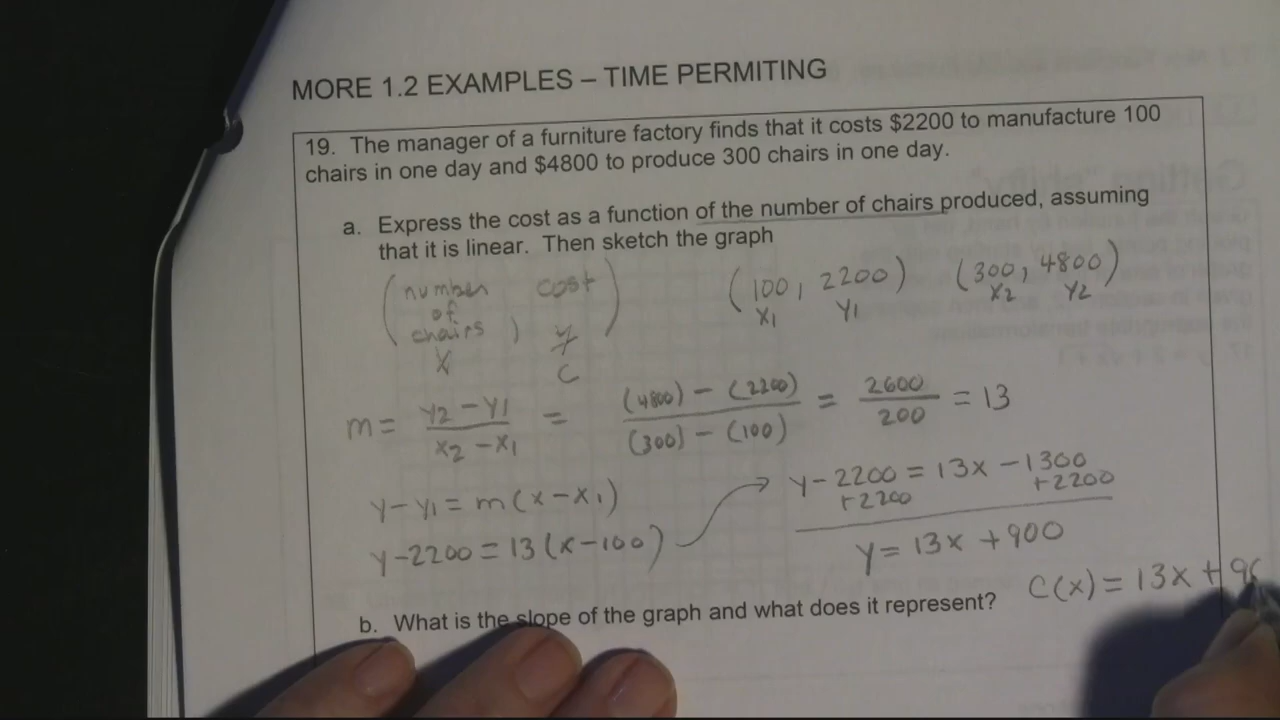 MORE 1.2 EXAMPLES – TIME PERMITING
19. The manager of a furniture factory finds that it costs $2200 to manufacture 100
chairs in one day and $4800 to produce 300 chairs in one day.
a. Express the cost as a function of the number of chairs produced, assuming
that it is linear. Then sketch the graph
(number of chairs, cost)
x y
C
(100, 2200) (300, 4800)
x1 y1 x2 y2
m = (y2 - y1)/(x2 - x1) = ((4800) - (2200))/((300) - (100)) = 2600/200 = 13
y - y1 = m(x - x1)
y - 2200 = 13(x - 100)
y - 2200 = 13x - 1300
+2200 +2200
y = 13x + 900
C(x) = 13x + 90
b. What is the slope of the graph and what does it represent?